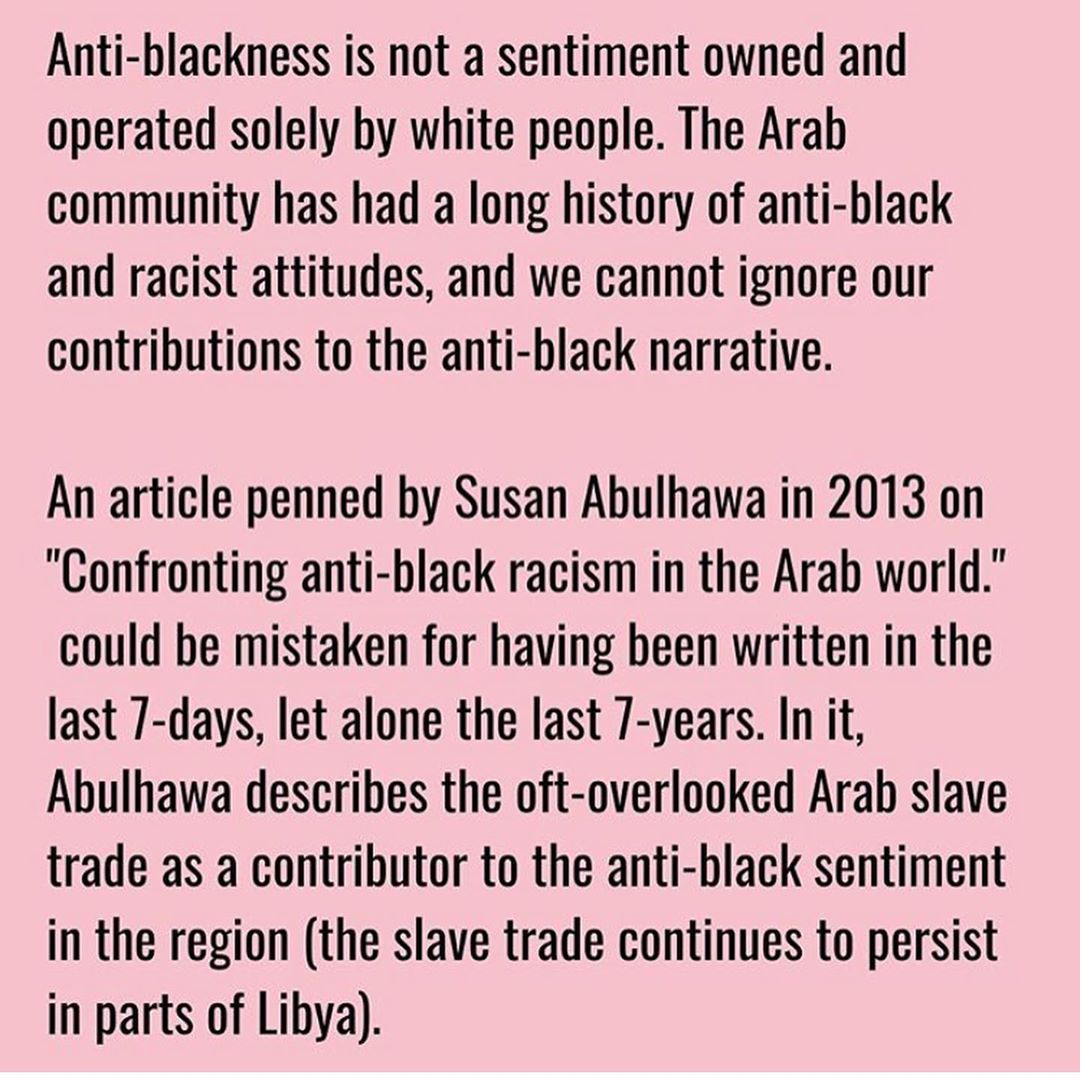 Anti-blackness is not a sentiment owned and
operated solely by white people. The Arab
community has had a long history of anti-black
and racist attitudes, and we cannot ignore our
contributions to the anti-black narrative.
An article penned by Susan Abulhawa in 2013 on
"Confronting anti-black racism in the Arab world."
could be mistaken for having been written in the
last 7-days, let alone the last 7-years. In it,
Abulhawa describes the oft-overlooked Arab slave
trade as a contributor to the anti-black sentiment
in the region (the slave trade continues to persist
in parts of Libya).